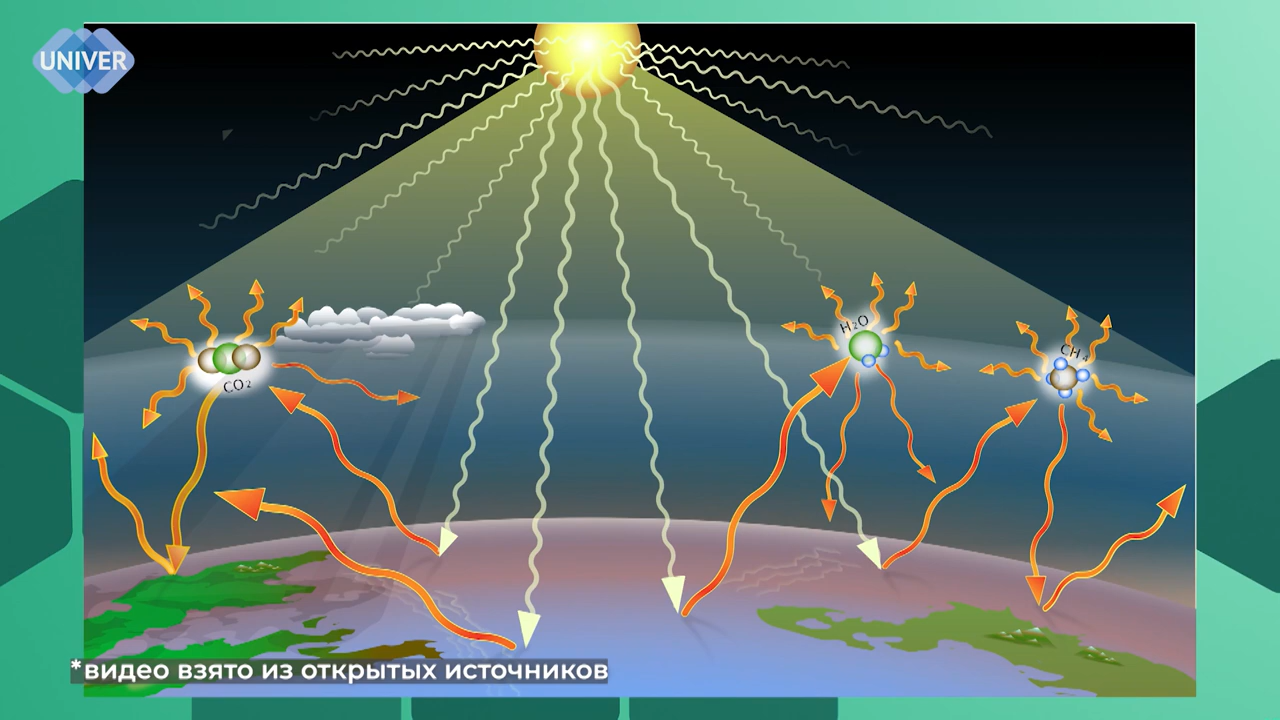 UNIVER
H₂O
CH₄
CO₂
*видео взято из открытых источников